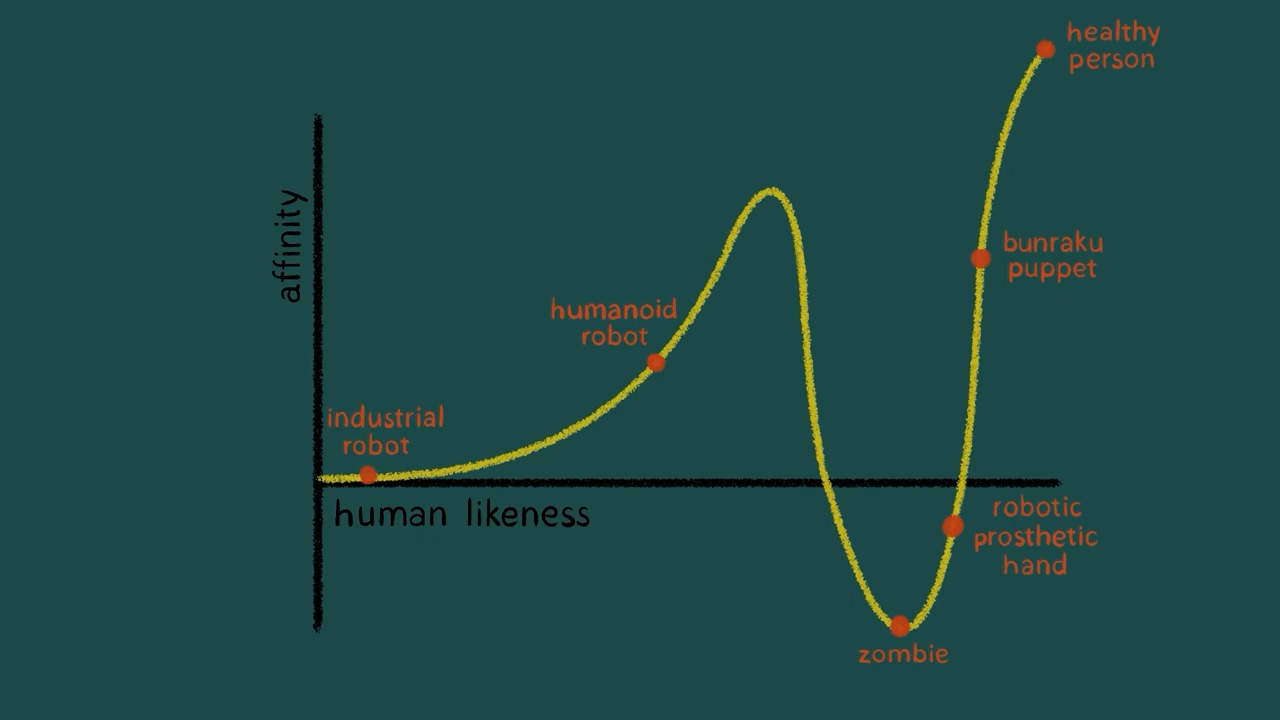 healthy
person
affinity
bunraku
puppet
humanoid
robot
industrial
robot
human likeness
robotic
prosthetic
hand
zombie